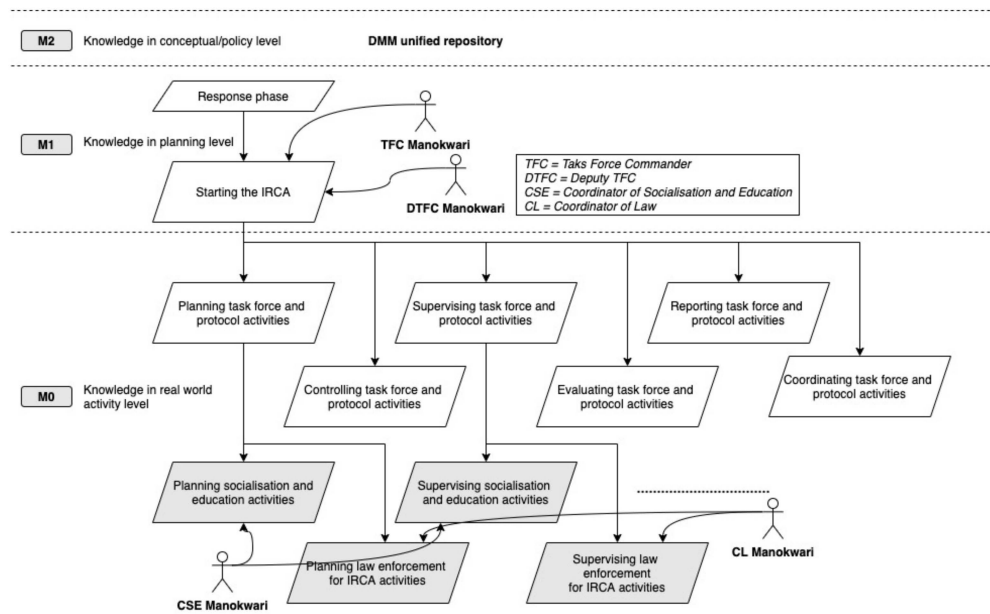 M2
Knowledge in conceptual/policy level
DMM unified repository
Response phase
M1
Knowledge in planning level
TFC Manokwari
Starting the IRCA
DTFC Manokwari
TFC = Taks Force Commander
DTFC = Deputy TFC
CSE = Coordinator of Socialisation and Education
CL = Coordinator of Law
Planning task force and
protocol activities
Supervising task force and
protocol activities
Reporting task force and
protocol activities
M0
Knowledge in real world
activity level
Controlling task force and
protocol activities
Evaluating task force and
protocol activities
Coordinating task force and
protocol activities
Planning socialisation and
education activities
Supervising socialisation
and education activities
CL Manokwari
Planning law enforcement
for IRCA activities
Supervising law
enforcement
for IRCA activities
CSE Manokwari